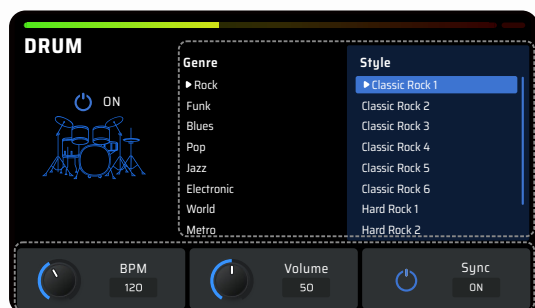 DRUM
ON
Genre
Rock
Funk
Blues
Pop
Jazz
Electronic
World
Metro
Style
Classic Rock 1
Classic Rock 2
Classic Rock 3
Classic Rock 4
Classic Rock 5
Classic Rock 6
Hard Rock 1
Hard Rock 2
BPM
120
Volume
50
Sync
ON